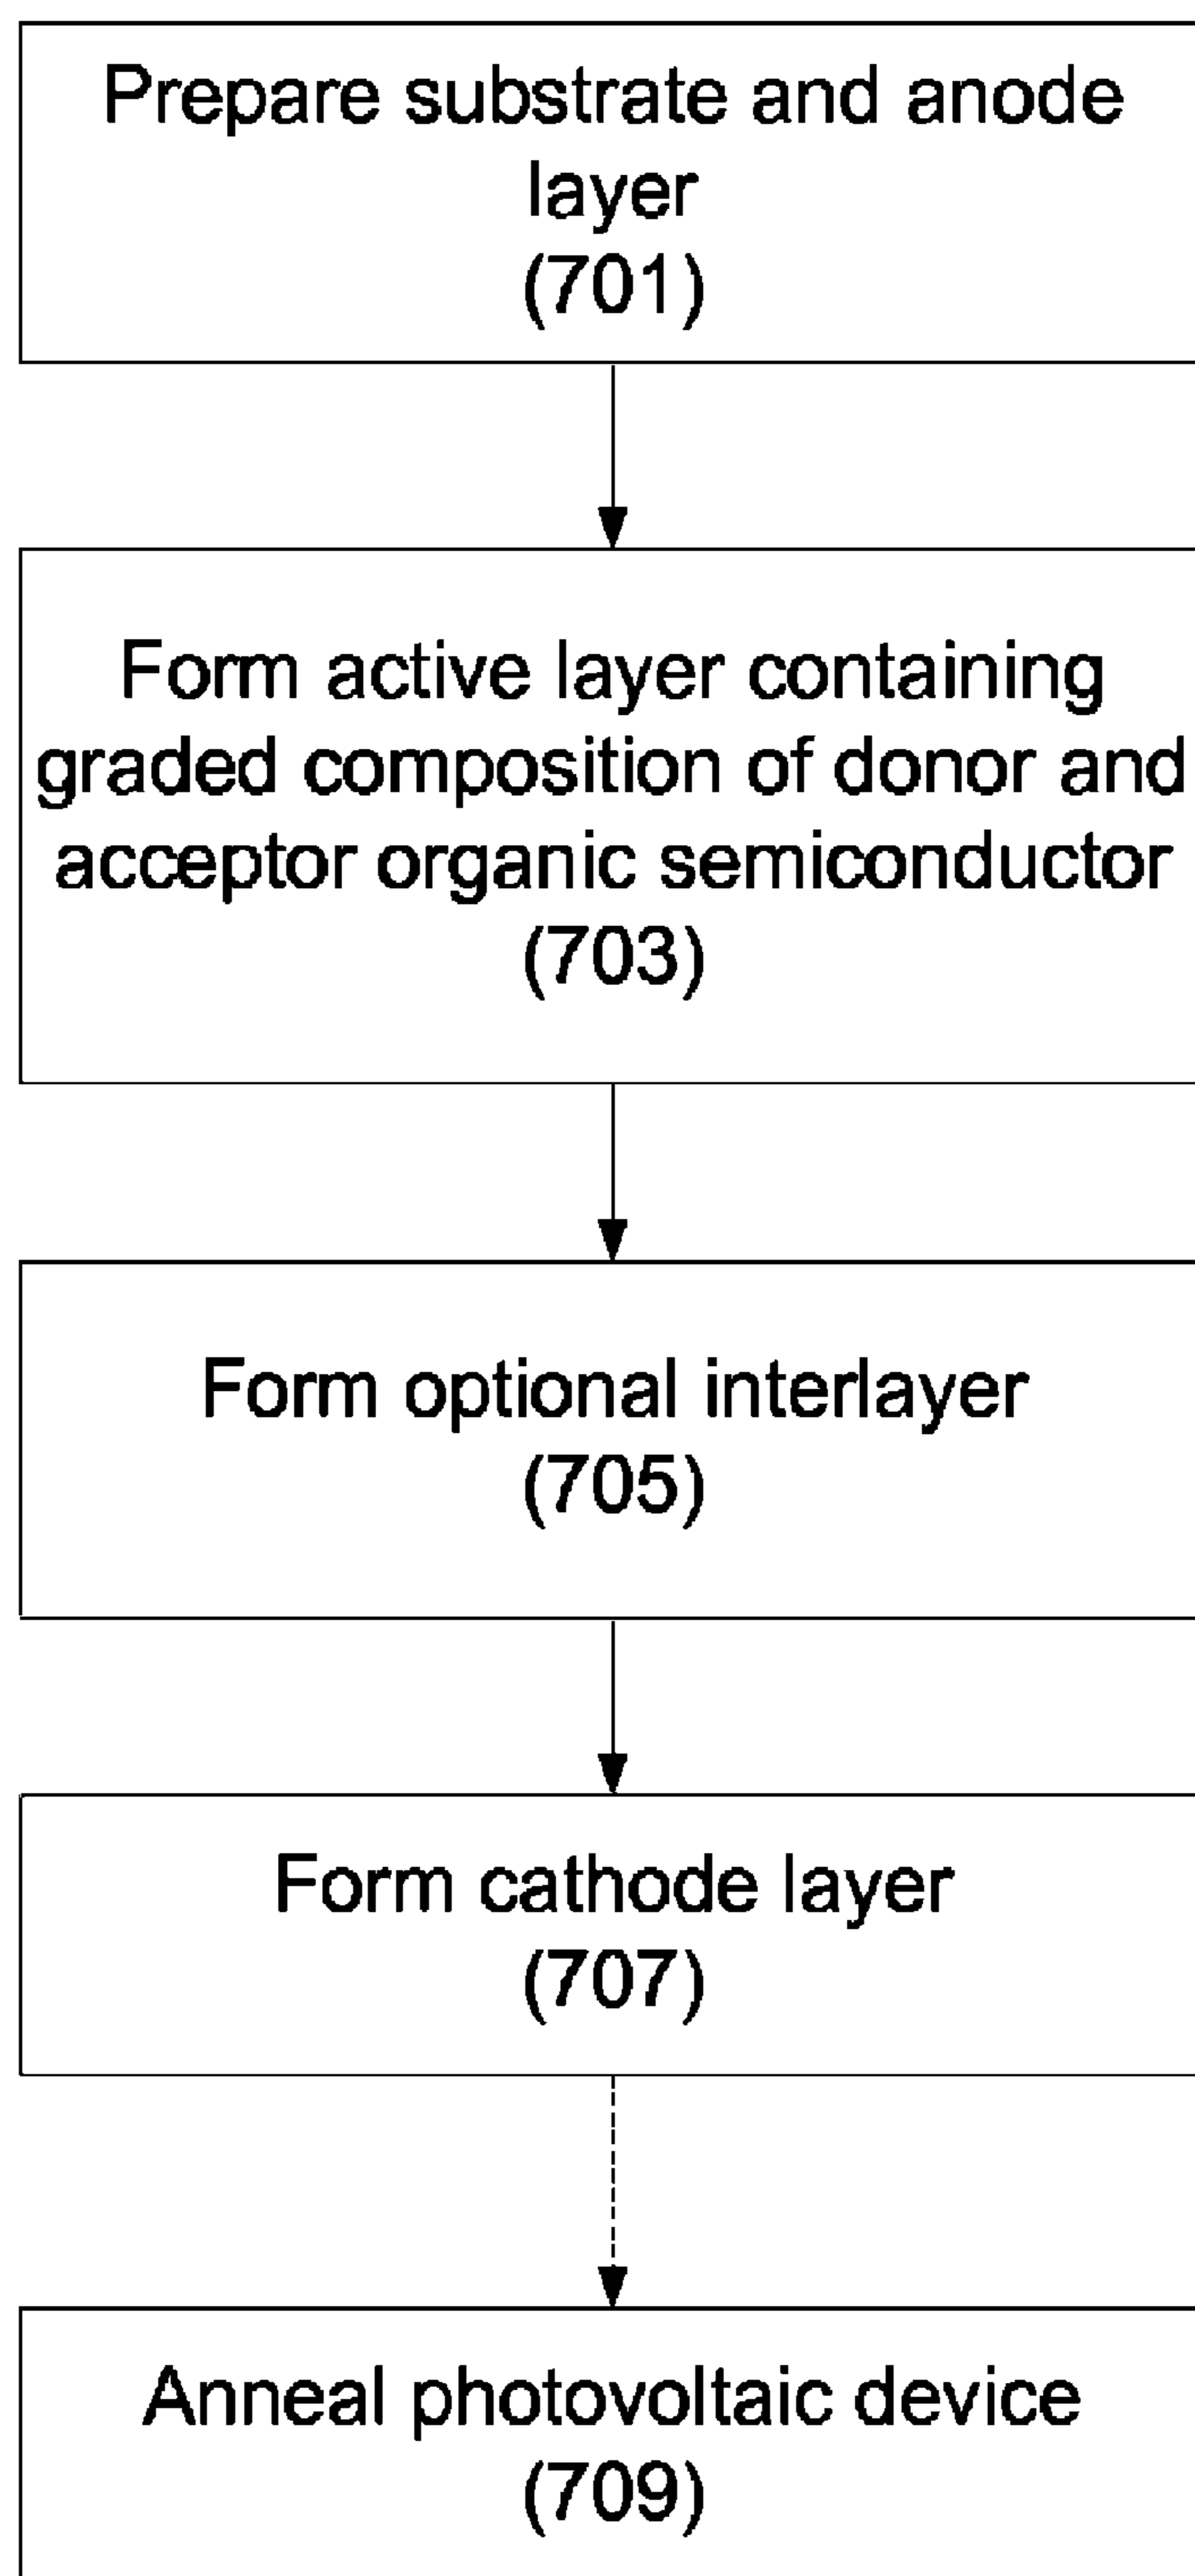 Prepare substrate and anode
layer
(701)
Form active layer containing
graded composition of donor and
acceptor organic semiconductor
(703)
Form optional interlayer
(705)
Form cathode layer
(707)
Anneal photovoltaic device
(709)